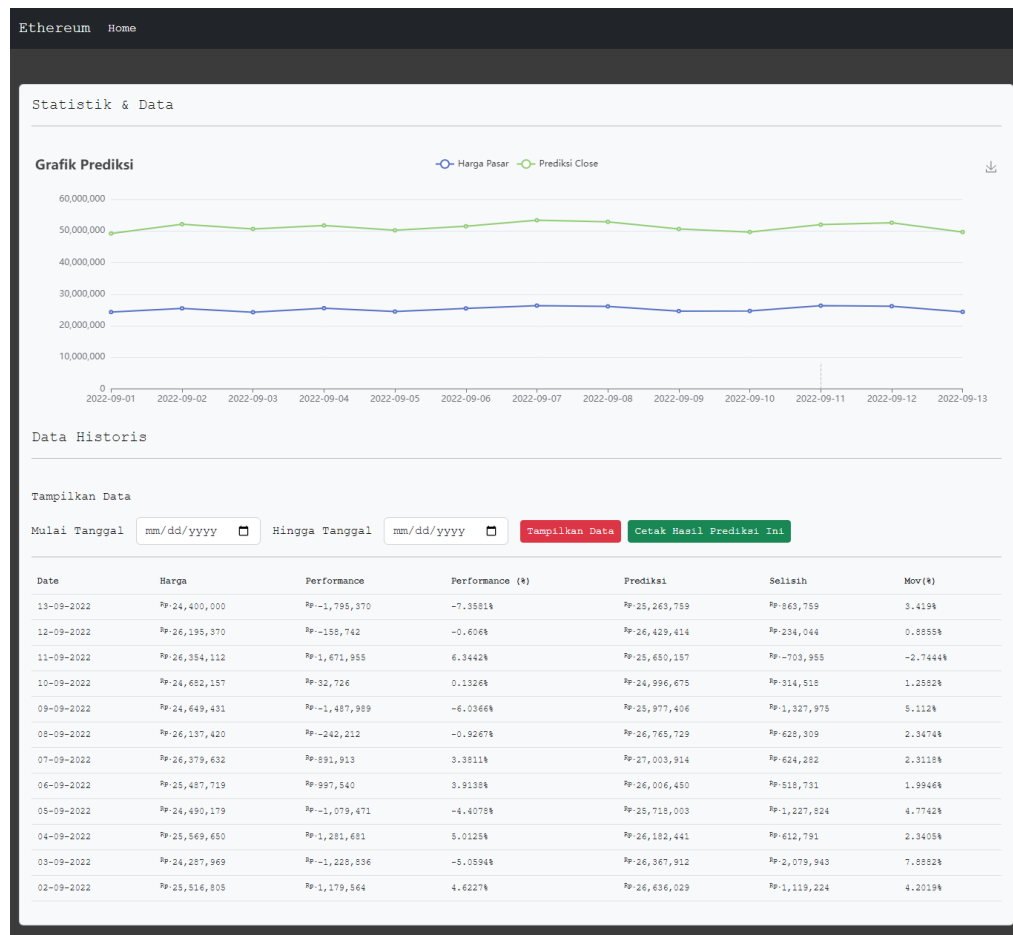 Ethereum Home
Statistik & Data
Grafik Prediksi
Harga Pasar Prediksi Close
60,000,000
50,000,000
40,000,000
30,000,000
20,000,000
10,000,000
0
2022-09-01 2022-09-02 2022-09-03 2022-09-04 2022-09-05 2022-09-06 2022-09-07 2022-09-08 2022-09-09 2022-09-10 2022-09-11 2022-09-12 2022-09-13
Data Historis
Tampilkan Data
Mulai Tanggal mm/dd/yyyy Hingga Tanggal mm/dd/yyyy Tampilkan Data Cetak Hasil Prediksi Ini
Date Harga Performance Performance (%) Prediksi Selisih Mov(%)
13-09-2022 Rp.24,400,000 Rp.-1,795,370 -7.3581% Rp.25,263,759 Rp.863,759 3.419%
12-09-2022 Rp.26,195,370 Rp.-158,742 -0.606% Rp.26,429,414 Rp.234,044 0.8855%
11-09-2022 Rp.26,354,112 Rp.1,671,955 6.3442% Rp.25,650,157 Rp.-703,955 -2.7444%
10-09-2022 Rp.24,682,157 Rp.32,726 0.1326% Rp.24,996,675 Rp.314,518 1.2582%
09-09-2022 Rp.24,649,431 Rp.-1,487,989 -6.0366% Rp.25,977,406 Rp.1,327,975 5.112%
08-09-2022 Rp.26,137,420 Rp.-242,212 -0.9267% Rp.26,765,729 Rp.628,309 2.3474%
07-09-2022 Rp.26,379,632 Rp.891,913 3.3811% Rp.27,003,914 Rp.624,282 2.3118%
06-09-2022 Rp.25,487,719 Rp.997,540 3.9138% Rp.26,006,450 Rp.518,731 1.9946%
05-09-2022 Rp.24,490,179 Rp.-1,079,471 -4.4078% Rp.25,718,003 Rp.1,227,824 4.7742%
04-09-2022 Rp.25,569,650 Rp.1,281,681 5.0125% Rp.26,182,441 Rp.612,791 2.3405%
03-09-2022 Rp.24,287,969 Rp.-1,228,836 -5.0594% Rp.26,367,912 Rp.2,079,943 7.8882%
02-09-2022 Rp.25,516,805 Rp.1,179,564 4.6227% Rp.26,636,029 Rp.1,119,224 4.2019%